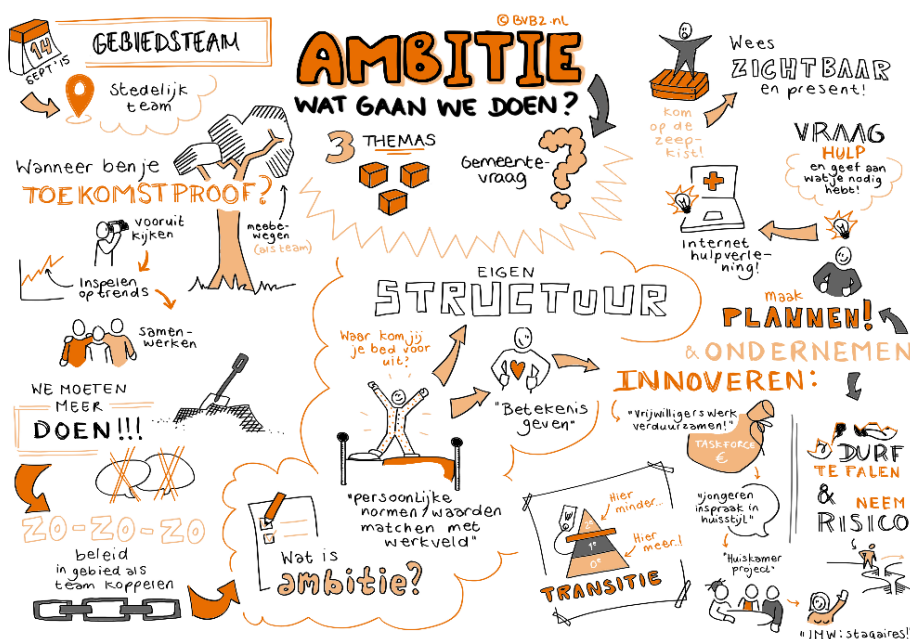 14
SEPT '15
GEBIEDSTEAM
Stedelijk
team
Wanneer ben je
TOEKOMSTPROOF?
vooruit
kijken
Inspelen
op trends
samen-
werken
meebe-
wegen
(als team)
WE MOETEN
MEER
DOEN!!!
ZO-ZO-ZO
beleid
in gebied als
team koppelen
© BVBZ.nl
AMBITIE
WAT GAAN WE DOEN?
3 THEMAS
Gemeente-
vraag
?
EIGEN
STRUCTUUR
Waar kom jij
je bed voor
uit?
"Betekenis
geven"
"persoonlijke
normen/waarden
matchen met
werkveld"
Wat is
ambitie?
Hier
minder...
Hier
meer..!
2e
1e
0e
TRANSITIE
Wees
ZICHTBAAR
en present!
kom
op de
zeep-
kist!
VRAAG
HULP
en geef aan
wat je nodig
hebt!
Internet
hulpverle-
ning!
maak
PLANNEN!
& ONDERNEMEN
INNOVEREN:
"Vrijwilligerswerk
verduurzamen!"
TASKFORCE
€
"jongeren
inspraak in
huisstijl"
"Huiskamer
project"
"JMW: stagaires!"
DURF
TE FALEN
& NEEM
RISICO